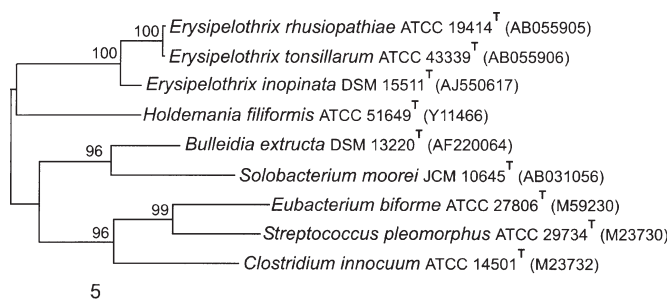 100 Erysipelothrix rhusiopathiae ATCC 19414T (AB055905)
100 Erysipelothrix tonsillarum ATCC 43339T (AB055906)
Erysipelothrix inopinata DSM 15511T (AJ550617)
Holdemania filiformis ATCC 51649T (Y11466)
96 Bulleidia extructa DSM 13220T (AF220064)
Solobacterium moorei JCM 10645T (AB031056)
99 Eubacterium biforme ATCC 27806T (M59230)
96 Streptococcus pleomorphus ATCC 29734T (M23730)
Clostridium innocuum ATCC 14501T (M23732)
5